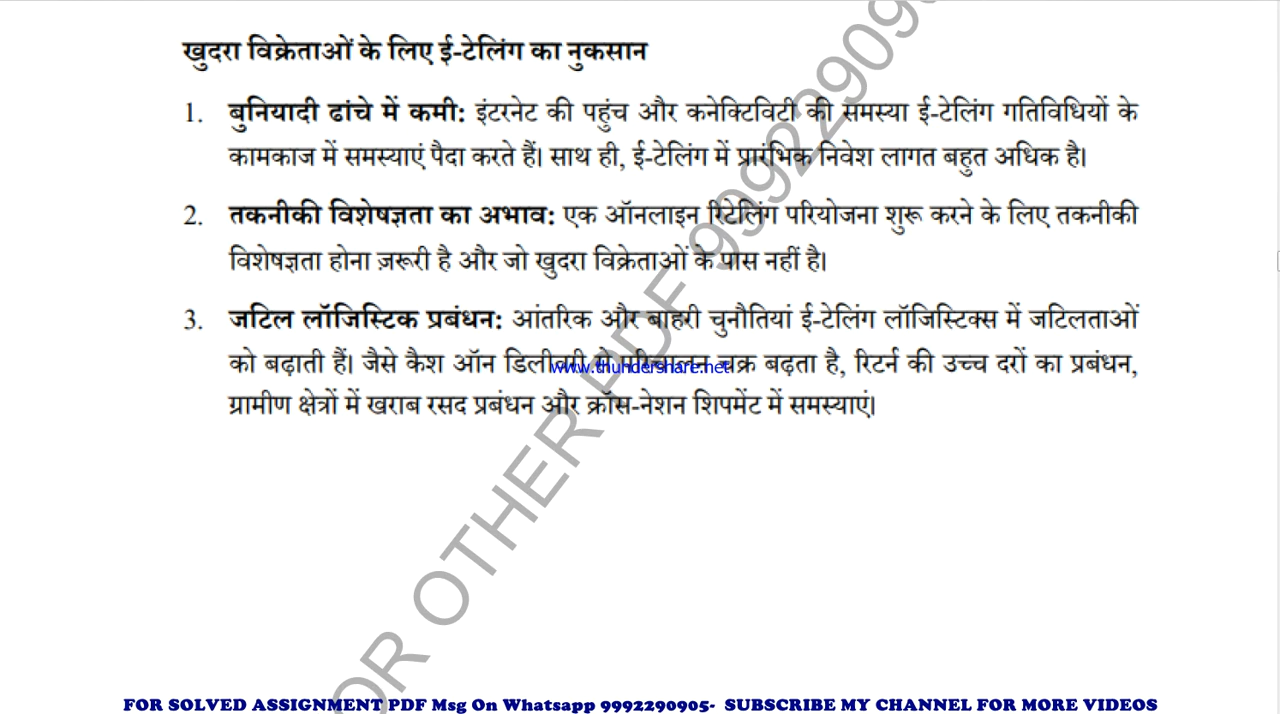 खुदरा विक्रेताओं के लिए ई-टेलिंग का नुकसान
1. बुनियादी ढांचे में कमी: इंटरनेट की पहुंच और कनेक्टिविटी की समस्या ई-टेलिंग गतिविधियों के
कामकाज में समस्याएं पैदा करते हैं। साथ ही, ई-टेलिंग में प्रारंभिक निवेश लागत बहुत अधिक है।
2. तकनीकी विशेषज्ञता का अभाव: एक ऑनलाइन रिटेलिंग परियोजना शुरू करने के लिए तकनीकी
विशेषज्ञता होना ज़रूरी है और जो खुदरा विक्रेताओं के पास नहीं है।
3. जटिल लॉजिस्टिक प्रबंधन: आंतरिक और बाहरी चुनौतियां ई-टेलिंग लॉजिस्टिक्स में जटिलताओं
को बढ़ाती हैं। जैसे कैश ऑन डिलीवरी से चक्र बढ़ता है, रिटर्न की उच्च दरों का प्रबंधन,
www.thundershare.net
ग्रामीण क्षेत्रों में खराब रसद प्रबंधन और क्रॉस-नेशन शिपमेंट में समस्याएं।
OR OTHER PDF 999229090
FOR SOLVED ASSIGNMENT PDF Msg On Whatsapp 9992290905- SUBSCRIBE MY CHANNEL FOR MORE VIDEOS